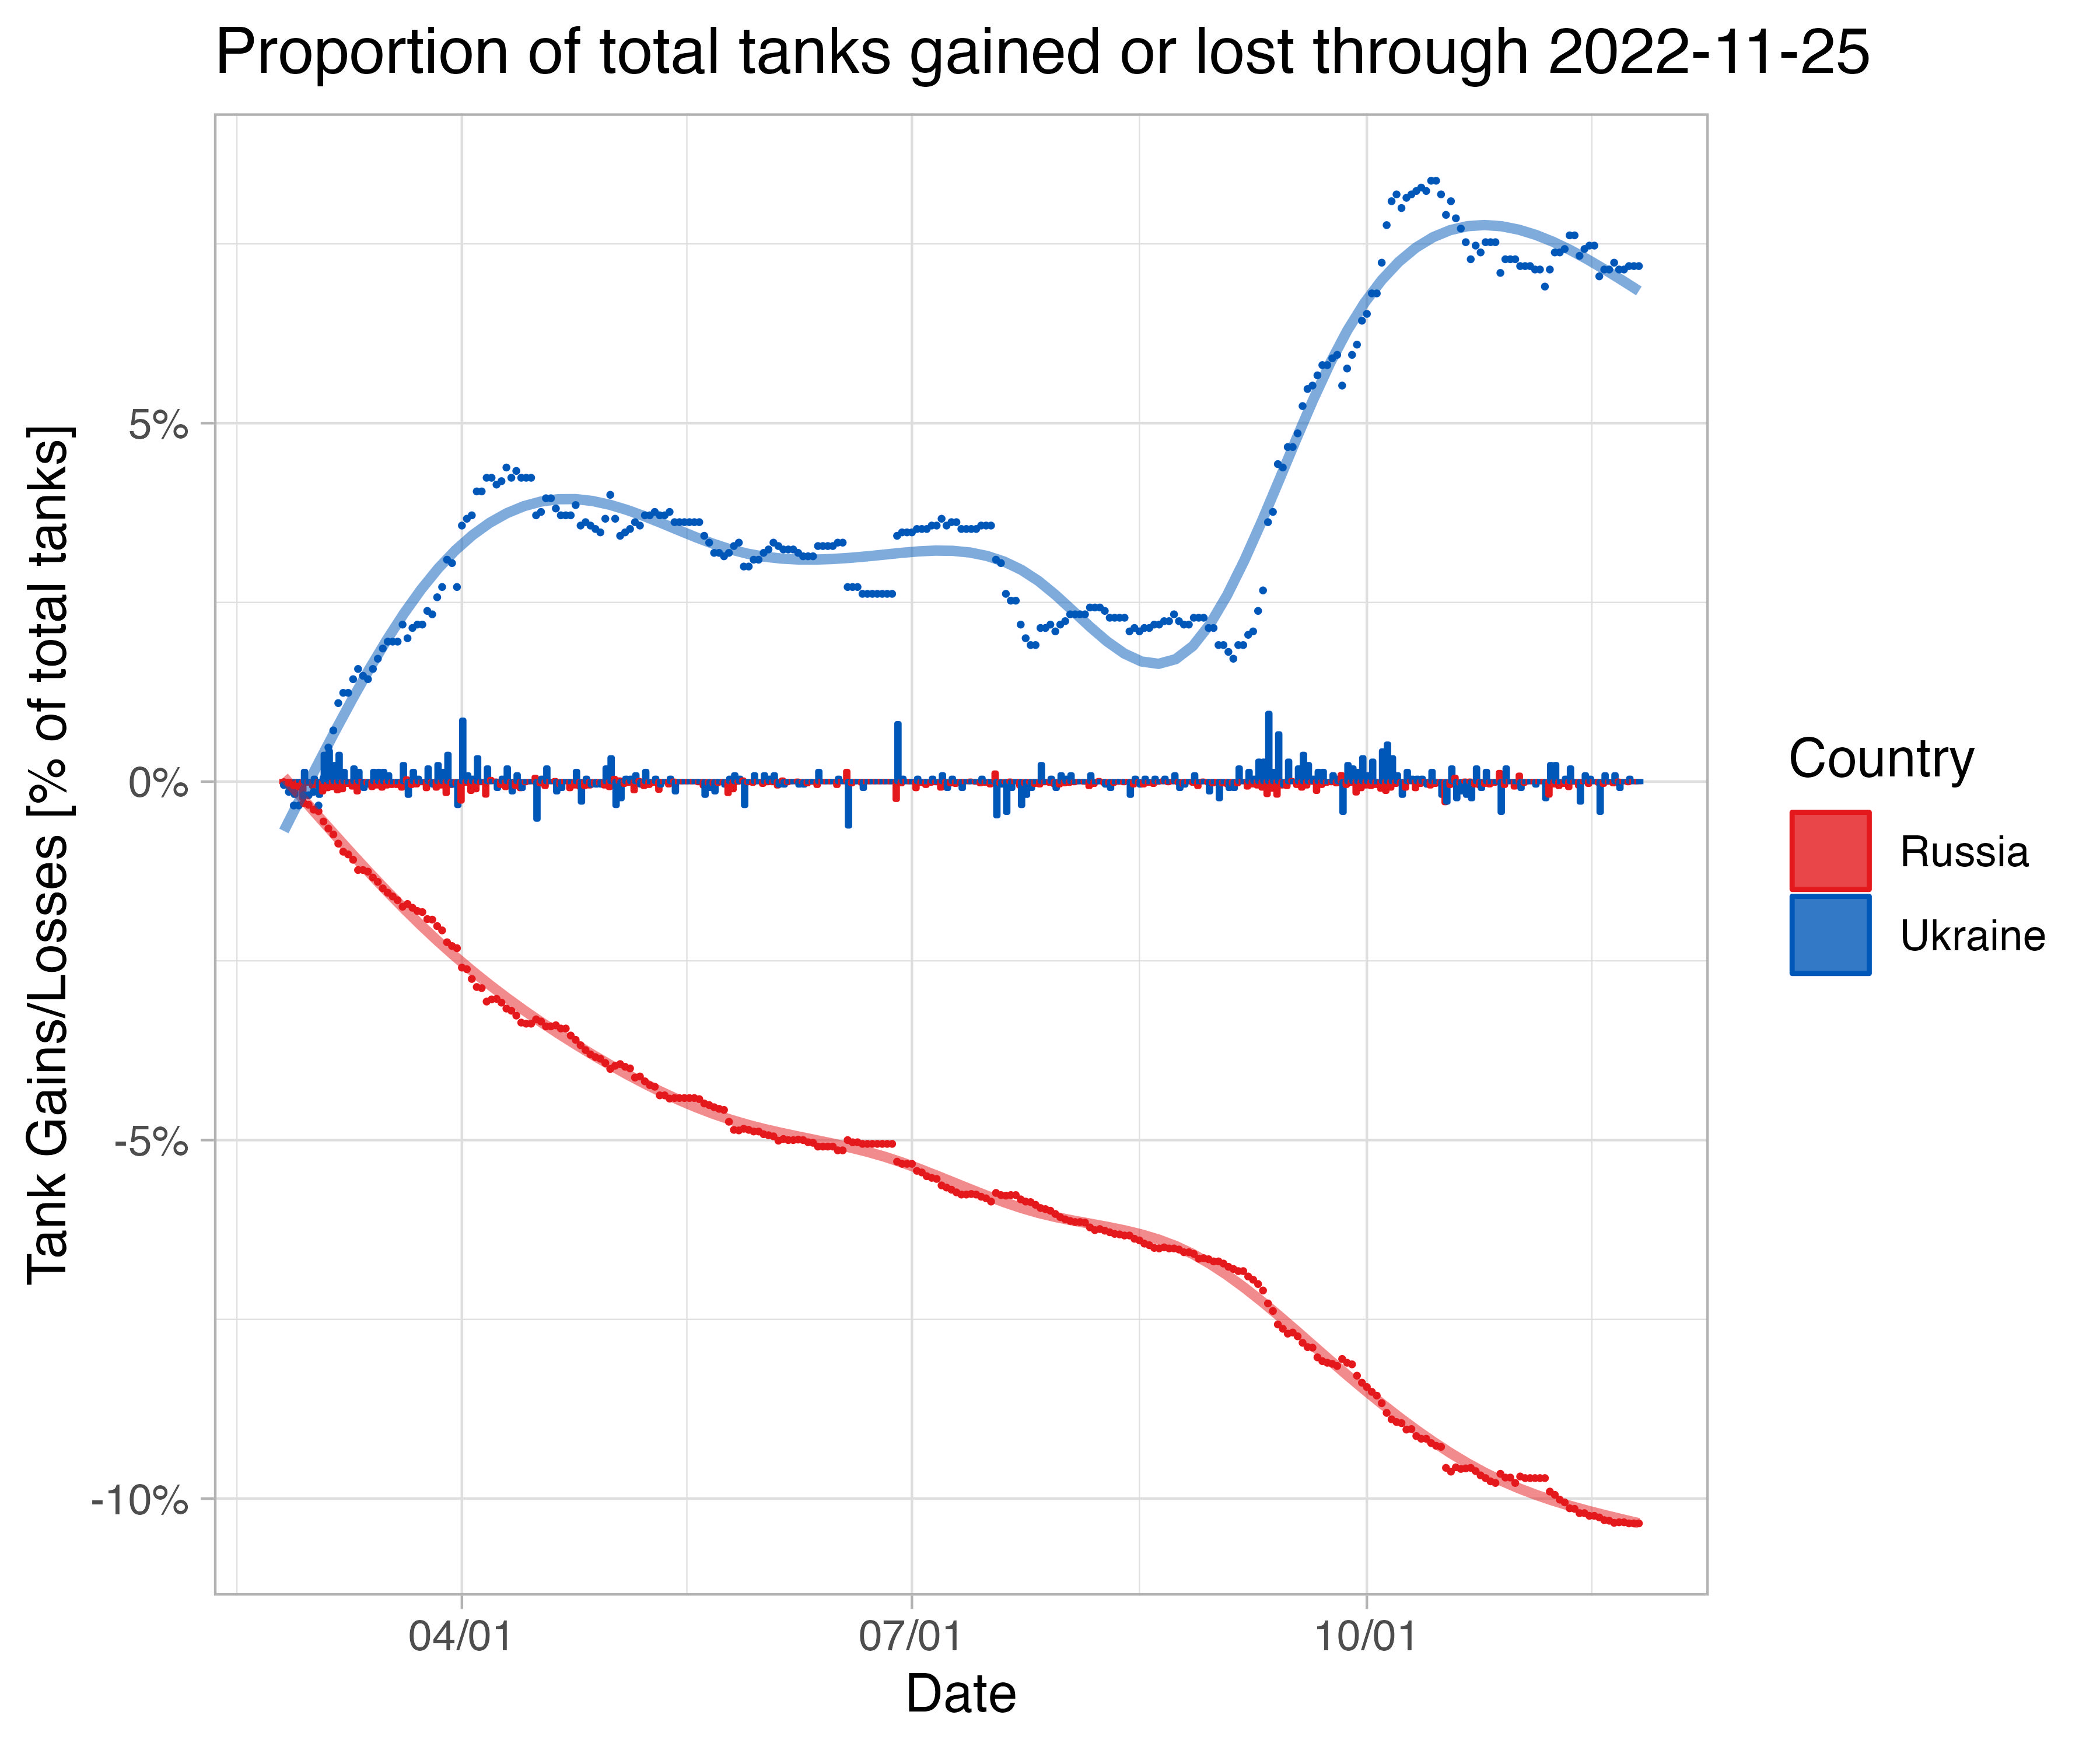 Proportion of total tanks gained or lost through 2022-11-25
Tank Gains/Losses [% of total tanks]
5%
0%
-5%
-10%
04/01
07/01
10/01
Date
Country
Russia
Ukraine